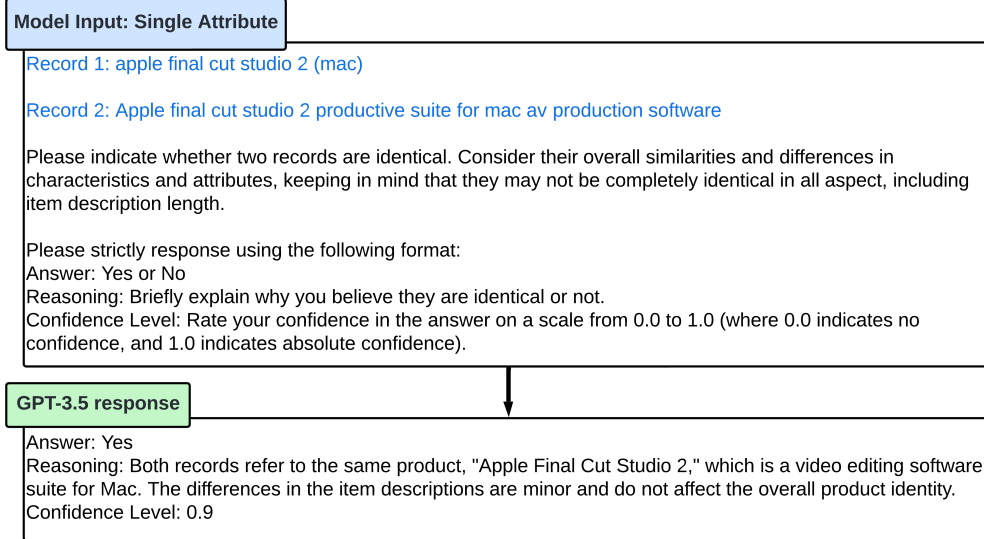 Model Input: Single Attribute
Record 1: apple final cut studio 2 (mac)
Record 2: Apple final cut studio 2 productive suite for mac av production software
Please indicate whether two records are identical. Consider their overall similarities and differences in
characteristics and attributes, keeping in mind that they may not be completely identical in all aspect, including
item description length.
Please strictly response using the following format:
Answer: Yes or No
Reasoning: Briefly explain why you believe they are identical or not.
Confidence Level: Rate your confidence in the answer on a scale from 0.0 to 1.0 (where 0.0 indicates no
confidence, and 1.0 indicates absolute confidence).
GPT-3.5 response
Answer: Yes
Reasoning: Both records refer to the same product, "Apple Final Cut Studio 2," which is a video editing software
suite for Mac. The differences in the item descriptions are minor and do not affect the overall product identity.
Confidence Level: 0.9